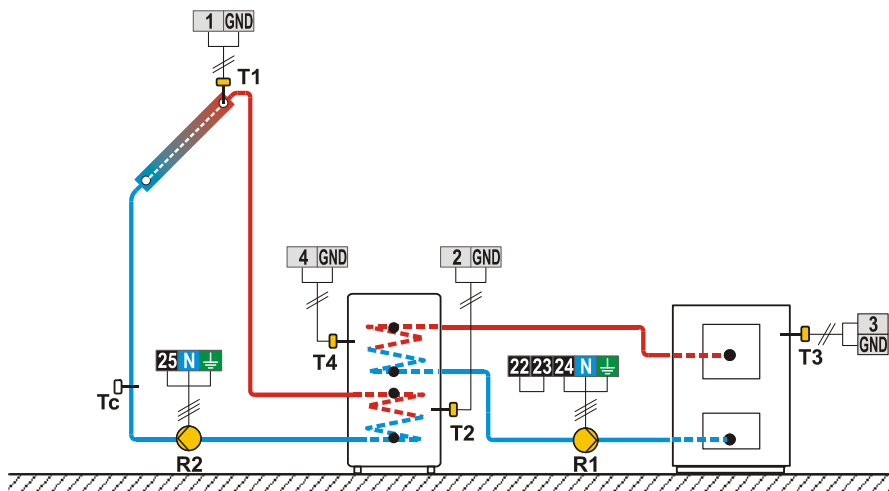 1 GND
T1
4 GND
2 GND
3
GND
T4
T3
25 N
22 23 24 N
Tc
T2
R2
R1